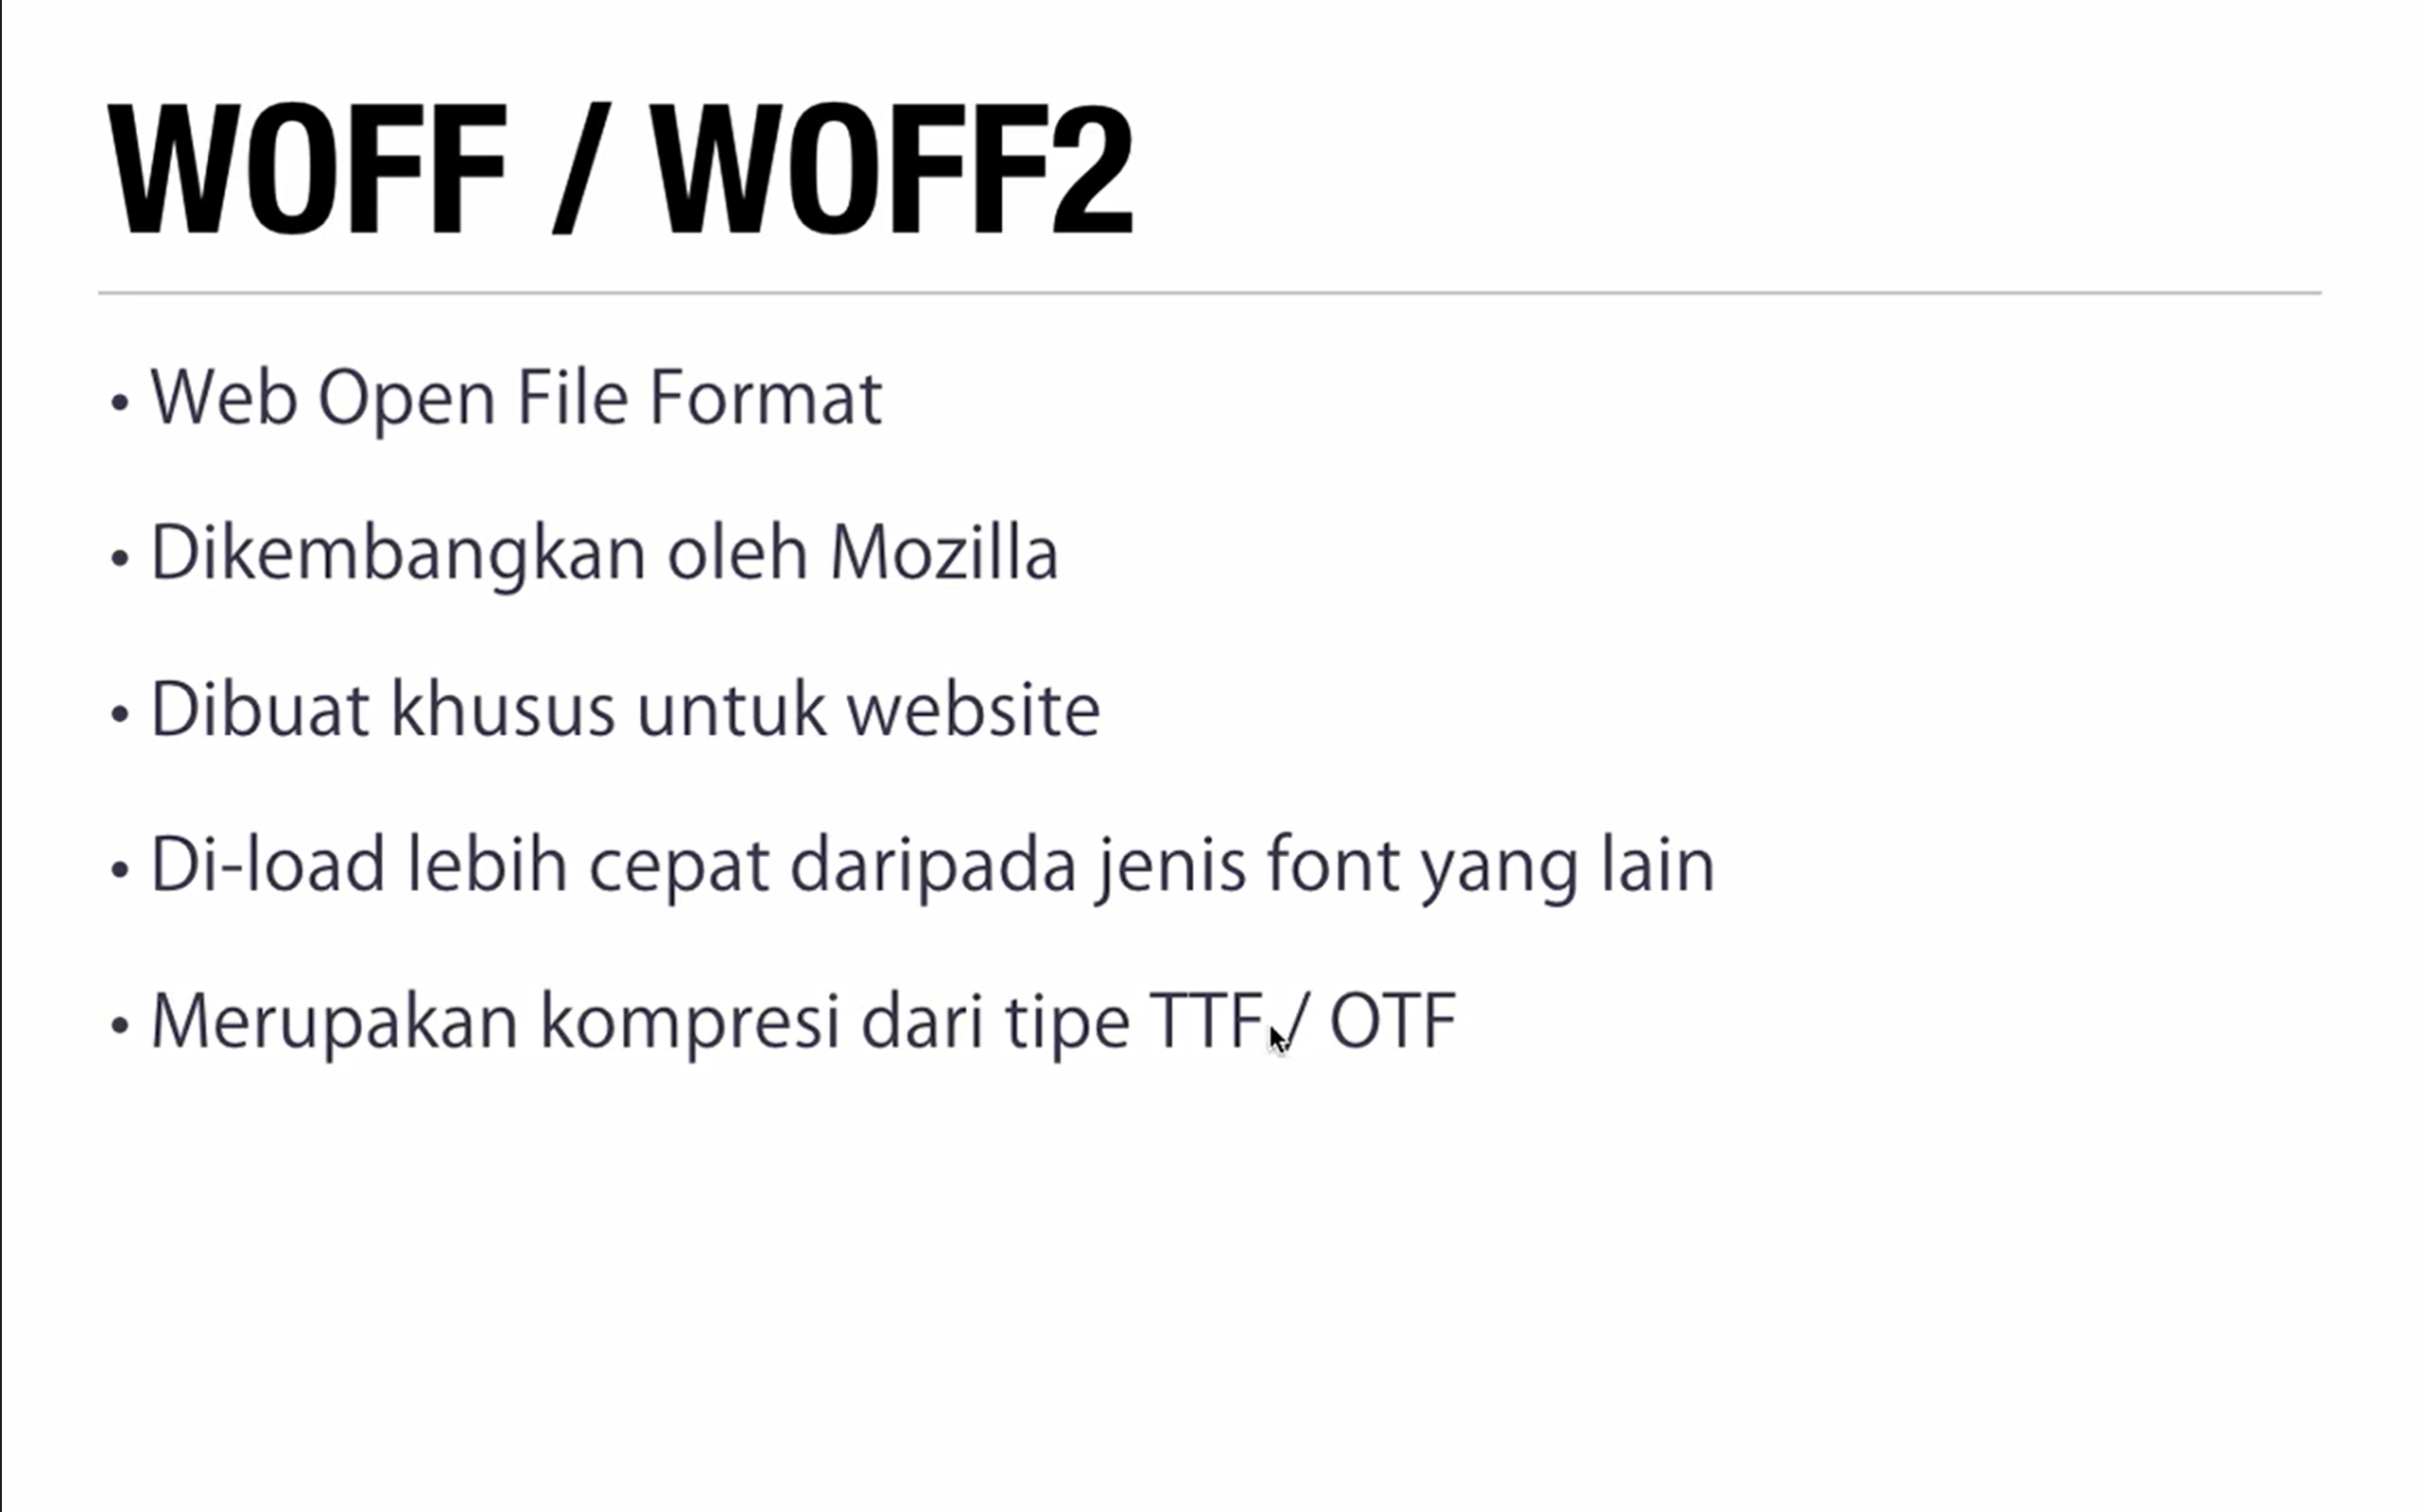 WOFF / WOFF2
• Web Open File Format
• Dikembangkan oleh Mozilla
• Dibuat khusus untuk website
• Di-load lebih cepat daripada jenis font yang lain
• Merupakan kompresi dari tipe TTF / OTF